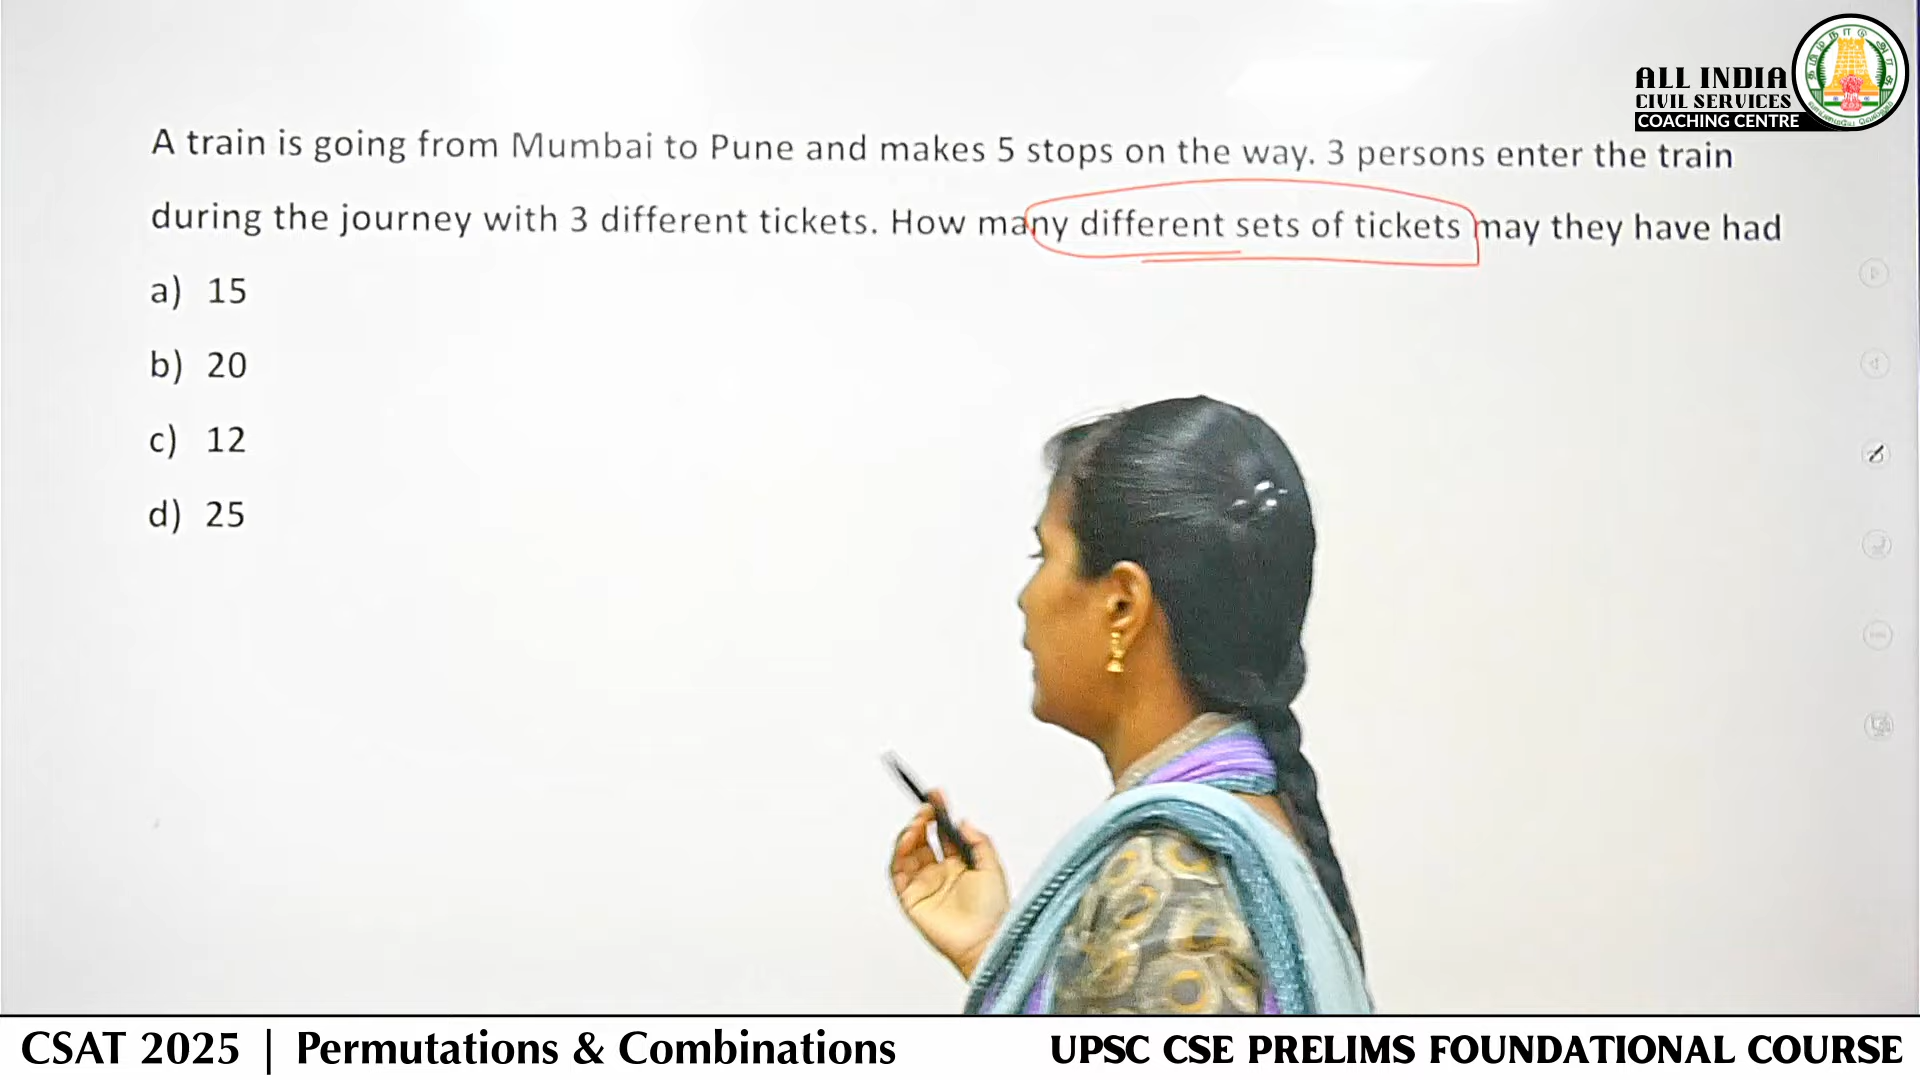 ALL INDIA
CIVIL SERVICES
COACHING CENTRE
A train is going from Mumbai to Pune and makes 5 stops on the way. 3 persons enter the train
during the journey with 3 different tickets. How many different sets of tickets may they have had
a) 15
b) 20
c) 12
d) 25
CSAT 2025 | Permutations & Combinations
UPSC CSE PRELIMS FOUNDATIONAL COURSE